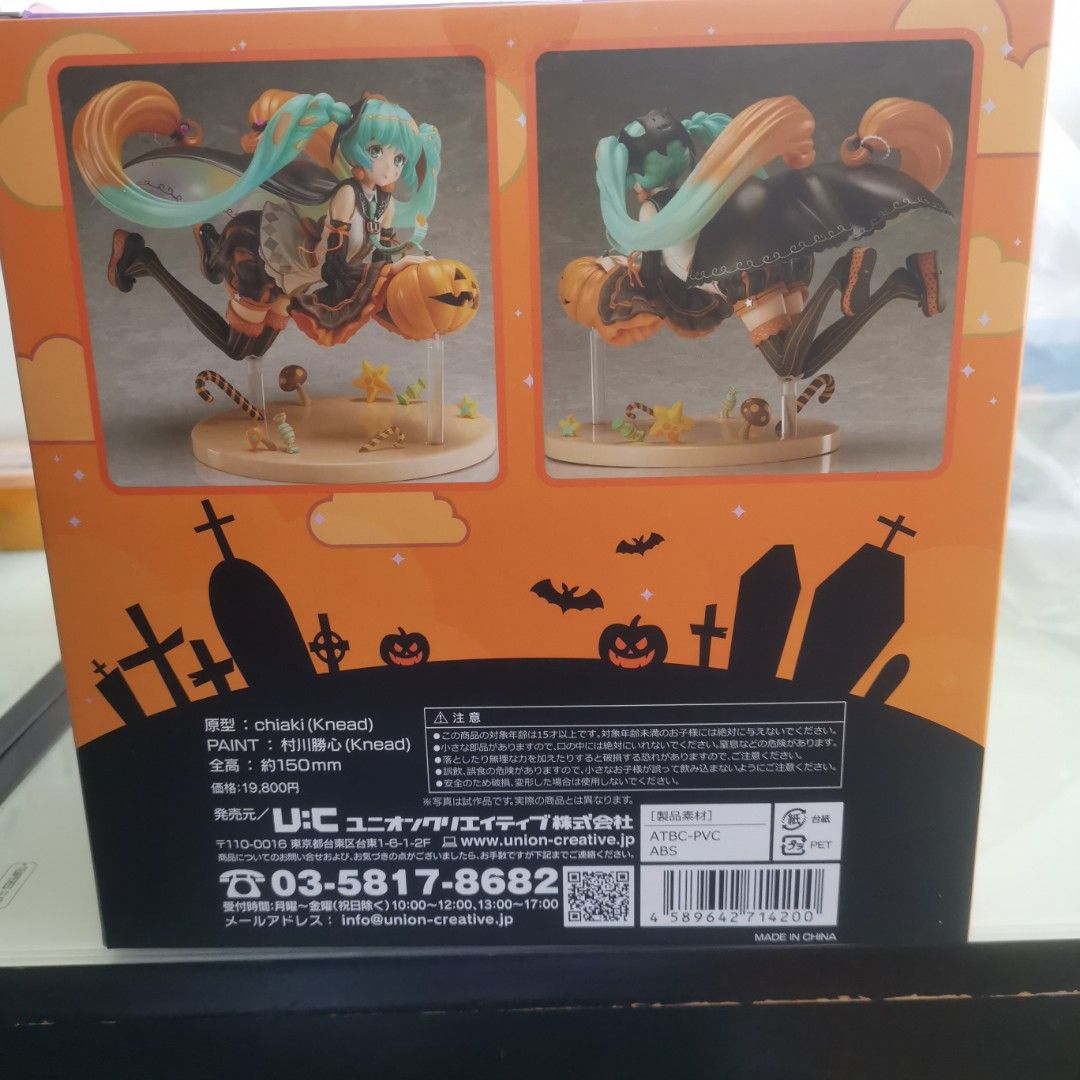 原型：chiaki(Knead)
PAINT：村川勝心(Knead)
全高：約150mm
価格:19,800円
⚠ 注意
●この商品の対象年齢は15才以上です。対象年齢未満のお子様には絶対に与えないでください。
●小さな部品がありますので、口の中には絶対にいれないでください。窒息などの危険があります。
●落としたり無理な力を加えたりすると破損する恐れがありますので、ご注意ください。
●誤飲、誤食の危険がありますので、小さなお子様が誤って飲み込まないようにご注意ください。
●安全のため破損、変形した場合は使用しないでください。
※写真は試作品です。実際の商品とは異なります。
発売元／U:C ユニオンクリエイティブ株式会社
〒110-0016 東京都台東区台東1-6-1-2F www.union-creative.jp
商品についてのお問い合せおよび、お気づきの点がございましたら、お手数ですが下記までご連絡ください。
☎03-5817-8682
受付時間:月曜～金曜(祝日除く)10:00～12:00、13:00～17:00
メールアドレス： info@union-creative.jp
[製品素材]
ATBC-PVC
ABS
紙 台紙
プラ PET
4 589642 714200
MADE IN CHINA